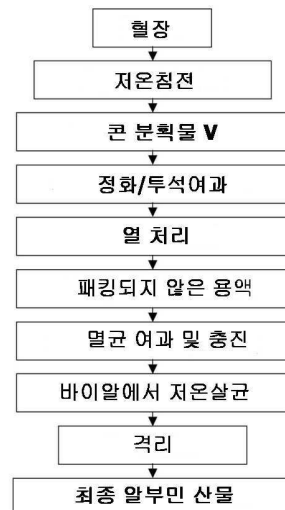 혈장
저온침전
콘 분획물 V
정화/투석여과
열 처리
패킹되지 않은 용액
멸균 여과 및 충진
바이알에서 저온살균
격리
최종 알부민 산물